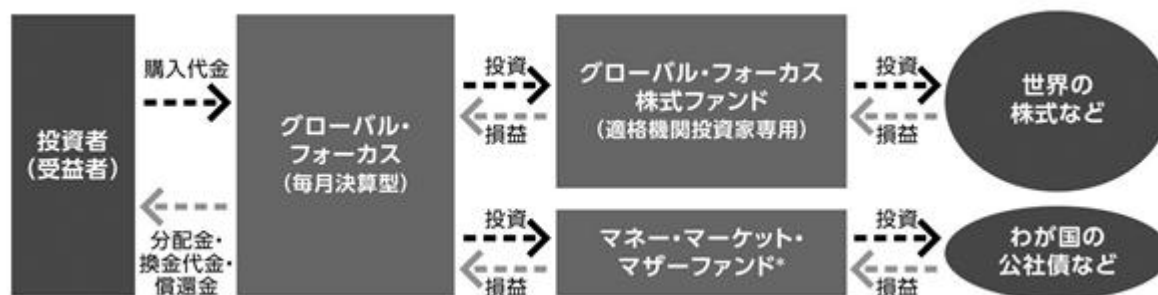 投資者
(受益者)
購入代金
分配金・
換金代金・
償還金
グローバル・
フォーカス
(毎月決算型)
投資
損益
グローバル・フォーカス
株式ファンド
(適格機関投資家専用)
投資
損益
世界の
株式など
投資
損益
マネー・マーケット・
マザーファンド*
投資
損益
わが国の
公社債など